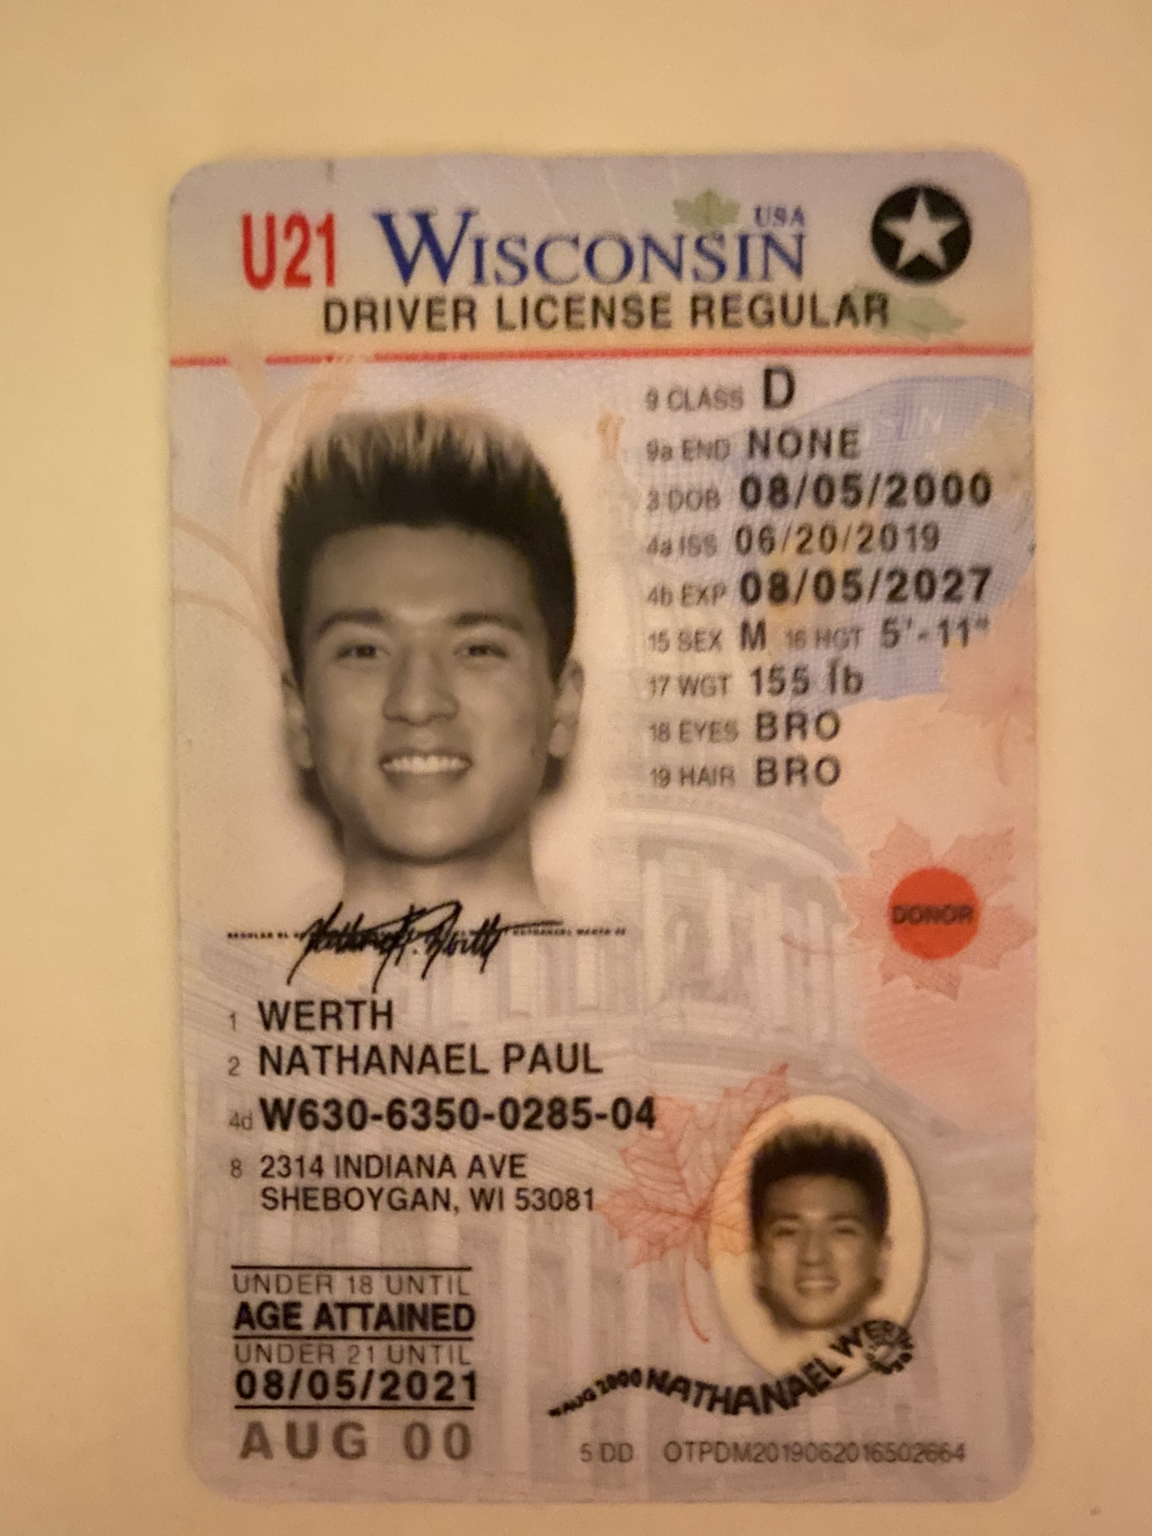 U21 WISCONSIN USA
DRIVER LICENSE REGULAR
9 CLASS D
9a END NONE
3 DOB 08/05/2000
4a ISS 06/20/2019
4b EXP 08/05/2027
15 SEX M 16 HGT 5'-11"
17 WGT 155 lb
18 EYES BRO
19 HAIR BRO
DONOR
1 WERTH
2 NATHANAEL PAUL
4d W630-6350-0285-04
8 2314 INDIANA AVE
SHEBOYGAN, WI 53081
UNDER 18 UNTIL
AGE ATTAINED
UNDER 21 UNTIL
08/05/2021
AUG 00
AUG 2000 NATHANAEL
5 DD OTPDM2019062016502664